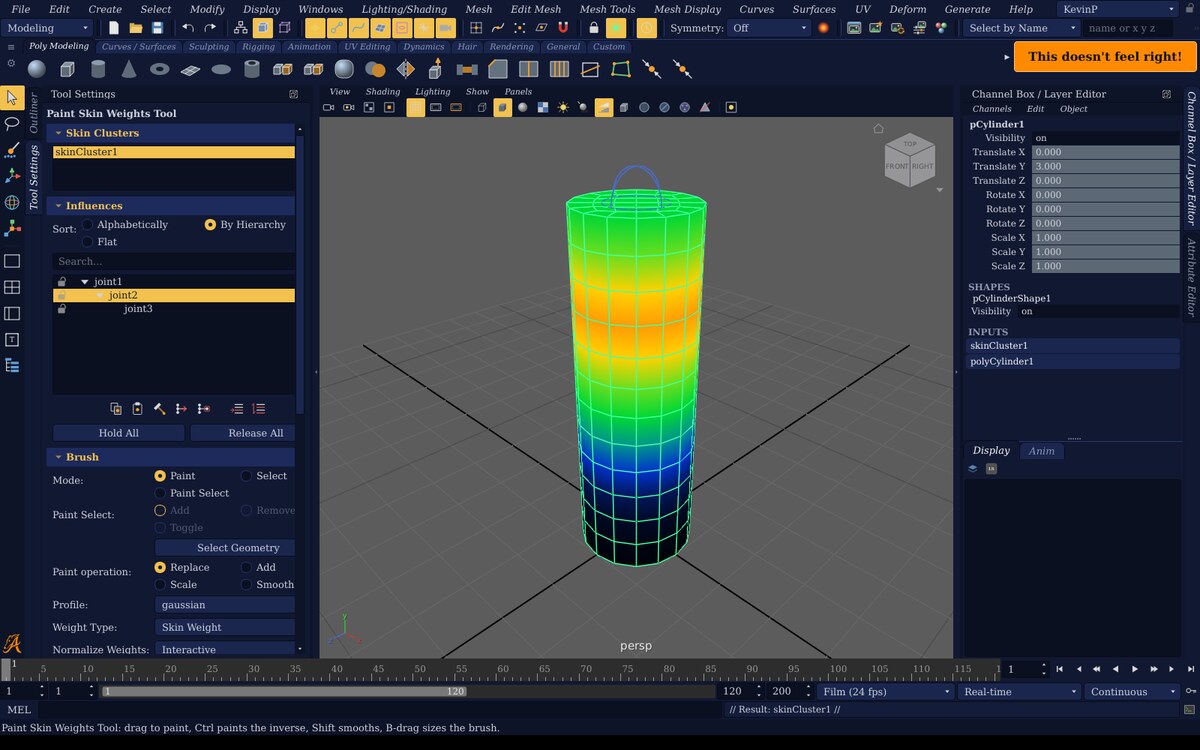 File Edit Create Select Modify Display Windows Lighting/Shading Mesh Edit Mesh Mesh Tools Mesh Display Curves Surfaces UV Deform Generate Help KevinP
Modeling Symmetry: Off Select by Name name or x y z
Poly Modeling Curves / Surfaces Sculpting Rigging Animation UV Editing Dynamics Hair Rendering General Custom
This doesn't feel right!
Outliner
Tool Settings
Tool Settings
Paint Skin Weights Tool
Skin Clusters
skinCluster1
Influences
Sort: Alphabetically By Hierarchy
Flat
Search...
joint1
joint2
joint3
Hold All Release All
Brush
Mode: Paint Select
Paint Select
Paint Select: Add Remove
Toggle
Select Geometry
Paint operation: Replace Add
Scale Smooth
Profile: gaussian
Weight Type: Skin Weight
Normalize Weights: Interactive
View Shading Lighting Show Panels
TOP
FRONT RIGHT
persp
Channel Box / Layer Editor
Channels Edit Object
pCylinder1
Visibility on
Translate X 0.000
Translate Y 3.000
Translate Z 0.000
Rotate X 0.000
Rotate Y 0.000
Rotate Z 0.000
Scale X 1.000
Scale Y 1.000
Scale Z 1.000
SHAPES
pCylinderShape1
Visibility on
INPUTS
skinCluster1
polyCylinder1
Display Anim
Channel Box / Layer Editor
Attribute Editor
1 5 10 15 20 25 30 35 40 45 50 55 60 65 70 75 80 85 90 95 100 105 110 115 1 1
1 1 1 120 120 200 Film (24 fps) Real-time Continuous
MEL // Result: skinCluster1 //
Paint Skin Weights Tool: drag to paint, Ctrl paints the inverse, Shift smooths, B-drag sizes the brush.